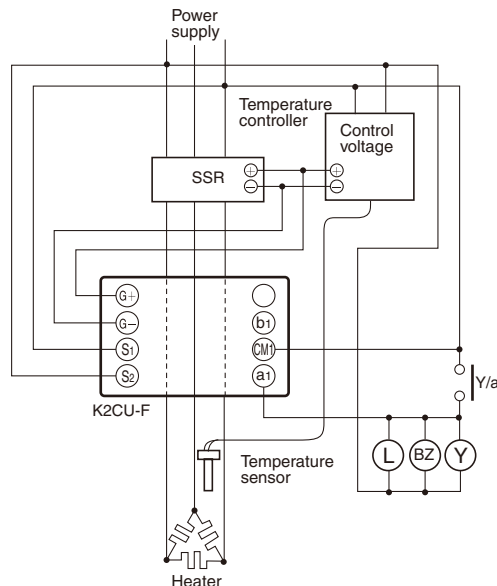 Power
supply
Temperature
controller
Control
voltage
SSR
+
+
−
−
G+
G−
S1
S2
b1
CM1
a1
K2CU-F
Y/a
L
BZ
Y
Temperature
sensor
Heater